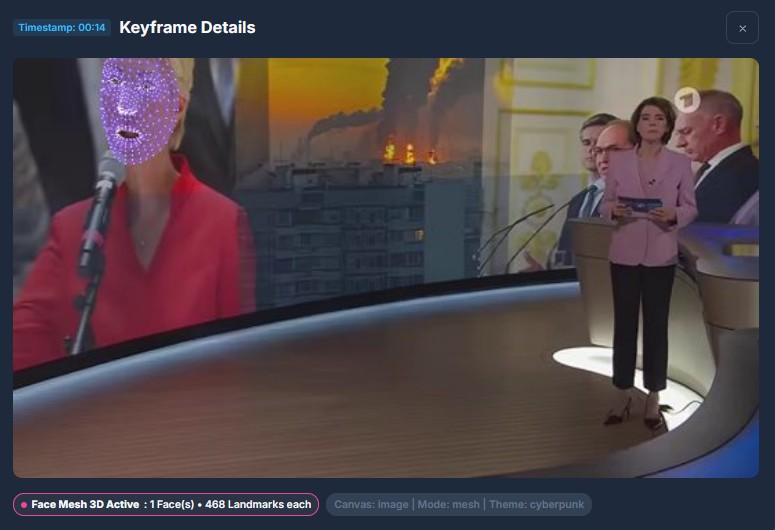 Timestamp: 00:14
Keyframe Details
×
Face Mesh 3D Active : 1 Face(s) • 468 Landmarks each
Canvas: image | Mode: mesh | Theme: cyberpunk